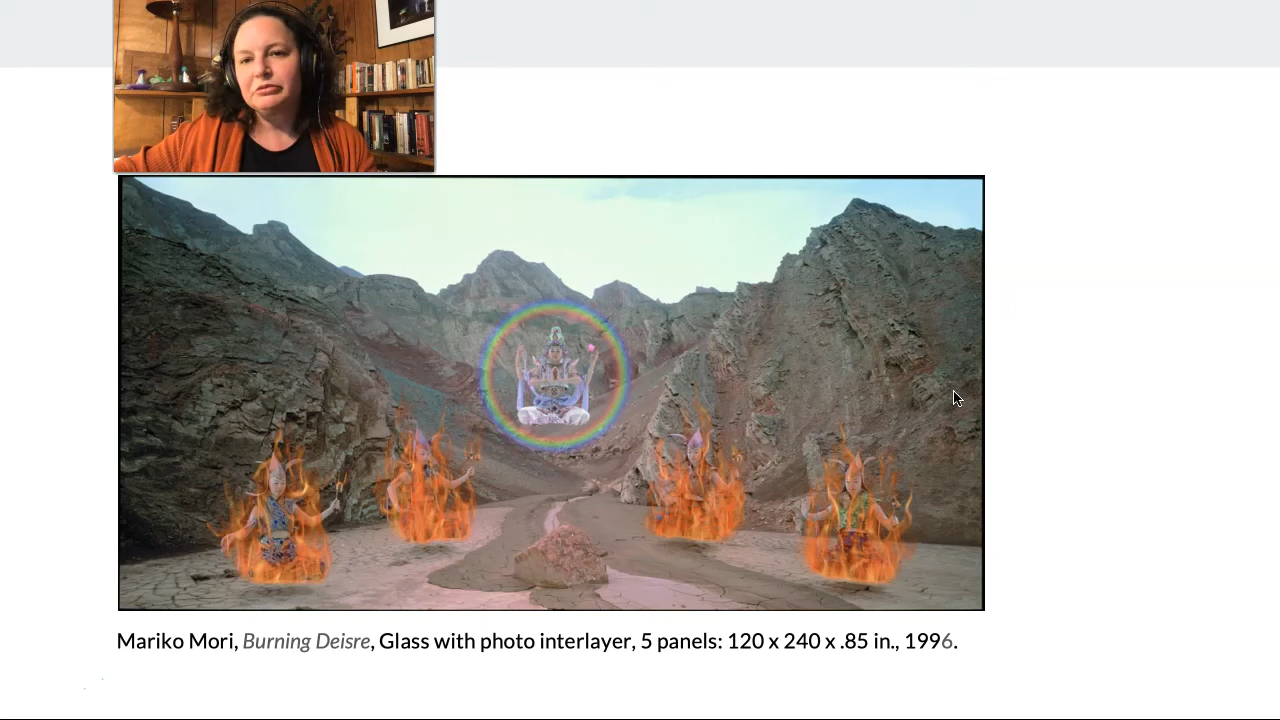 Mariko Mori, Burning Deisre, Glass with photo interlayer, 5 panels: 120 x 240 x .85 in., 1996.